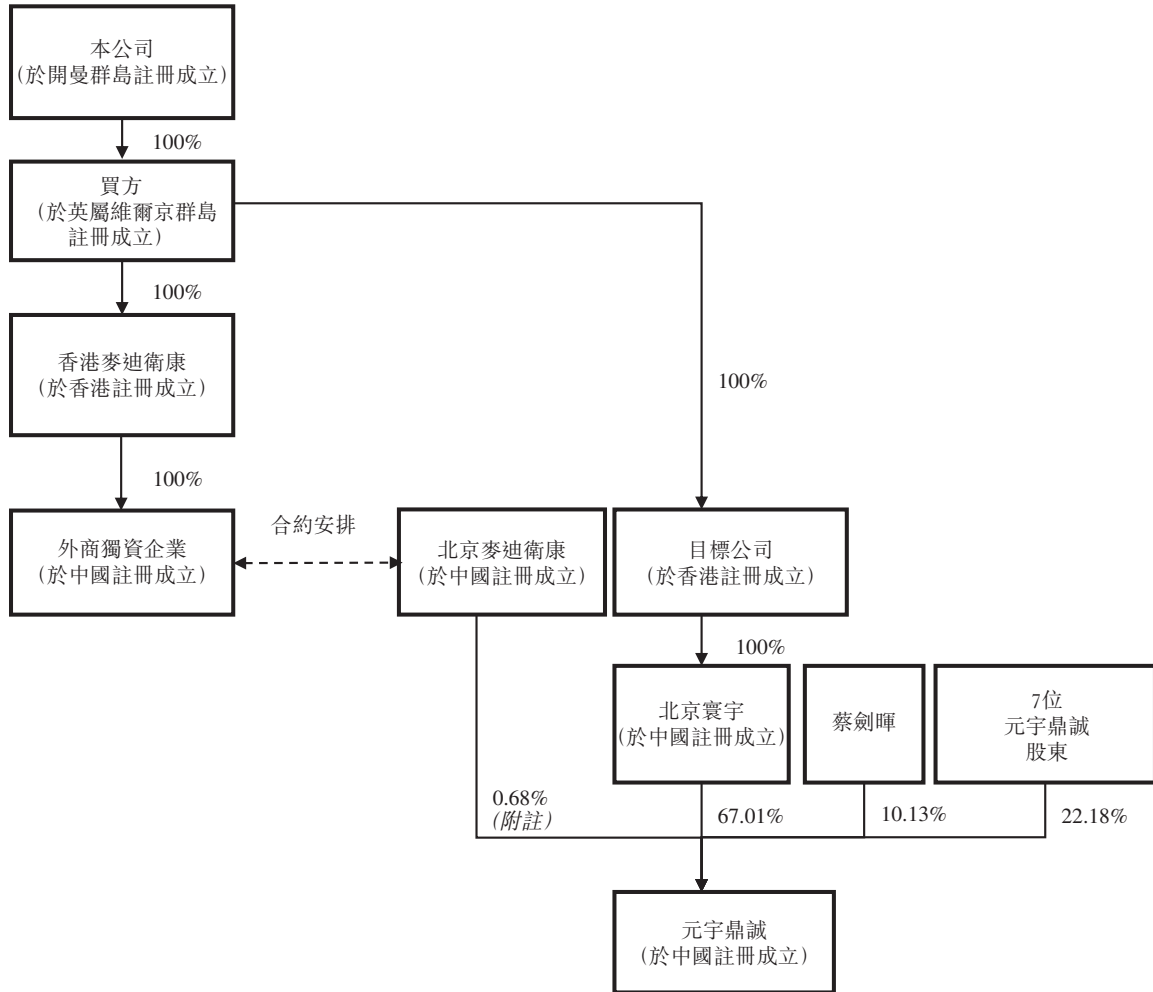 本公司
(於開曼群島註冊成立)
100%
買方
(於英屬維爾京群島
註冊成立)
100%
香港麥迪衛康
(於香港註冊成立)
100%
100%
外商獨資企業
(於中國註冊成立)
合約安排
北京麥迪衛康
(於中國註冊成立)
目標公司
(於香港註冊成立)
100%
北京寰宇
(於中國註冊成立)
蔡劍暉
7位
元宇鼎誠
股東
0.68%
(附註)
67.01%
10.13%
22.18%
元宇鼎誠
(於中國註冊成立)